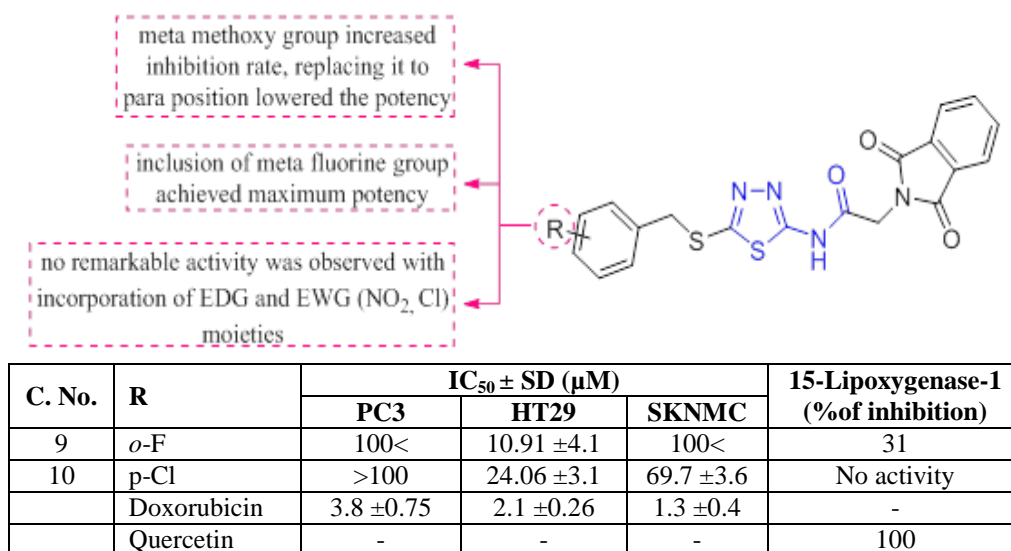 meta methoxy group increased
inhibition rate, replacing it to
para position lowered the potency
inclusion of meta fluorine group
achieved maximum potency
no remarkable activity was observed with
incorporation of EDG and EWG (NO2, Cl)
moieties
R
S
N N
S
O
N
H
N
O
O
C. No. R IC50 ± SD (µM) 15-Lipoxygenase-1
(%of inhibition)
PC3 HT29 SKNMC
9 o-F 100< 10.91 ±4.1 100< 31
10 p-Cl >100 24.06 ±3.1 69.7 ±3.6 No activity
Doxorubicin 3.8 ±0.75 2.1 ±0.26 1.3 ±0.4 -
Quercetin - - - 100